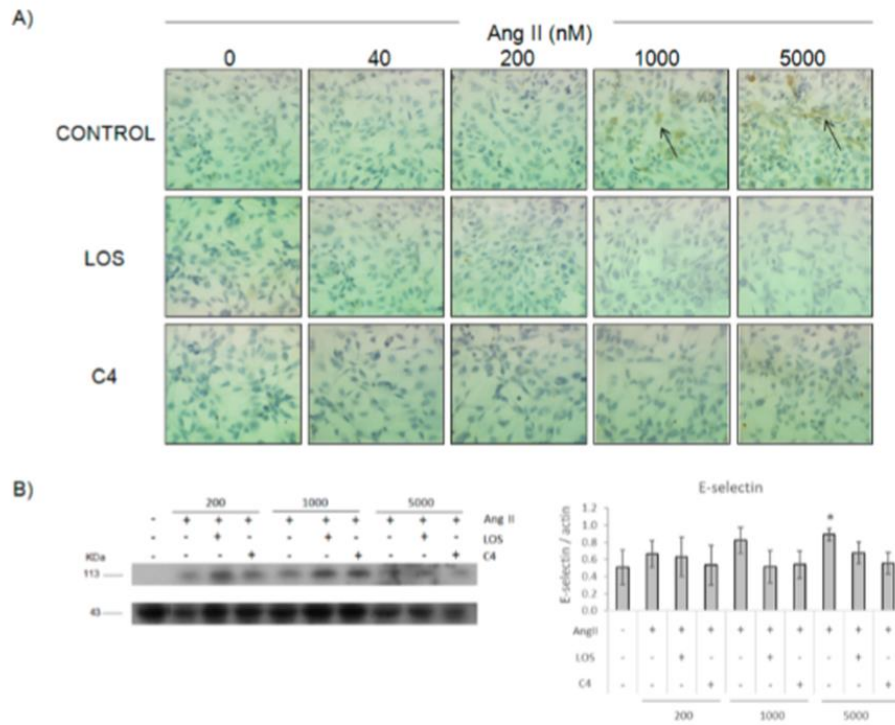 A)
Ang II (nM)
0 40 200 1000 5000
CONTROL
LOS
C4
B)
200 1000 5000
- + + + + + + + + + Ang II
- - + - - + - - + - LOS
KDa - - - + - - + - - + C4
113
43
E-selectin
E-selectin / actin
1.2
1.0
0.8
0.6
0.4
0.2
0.0
*
AngII - + + + + + + + + +
LOS - - + - - + - - + -
C4 - - - + - - + - - +
200 1000 5000